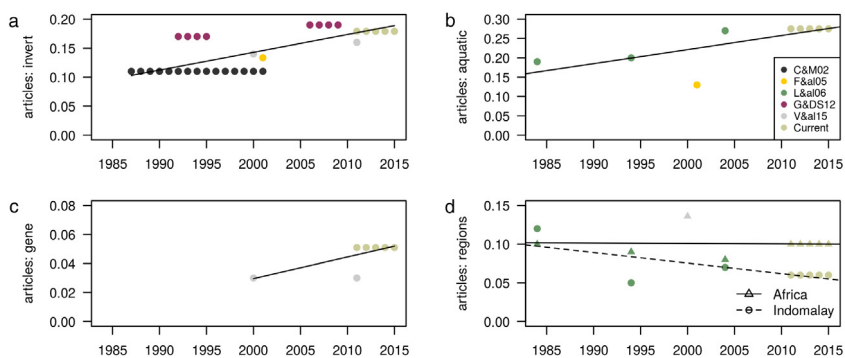 a
articles: invert
0.20
0.15
0.10
0.05
0.00
1985 1990 1995 2000 2005 2010 2015
b
articles: aquatic
0.30
0.25
0.20
0.15
0.10
0.05
0.00
C&M02
F&al05
L&al06
G&DS12
V&al15
Current
1985 1990 1995 2000 2005 2010 2015
c
articles: gene
0.08
0.06
0.04
0.02
0.00
1985 1990 1995 2000 2005 2010 2015
d
articles: regions
0.15
0.10
0.05
0.00
Africa
Indomalay
1985 1990 1995 2000 2005 2010 2015